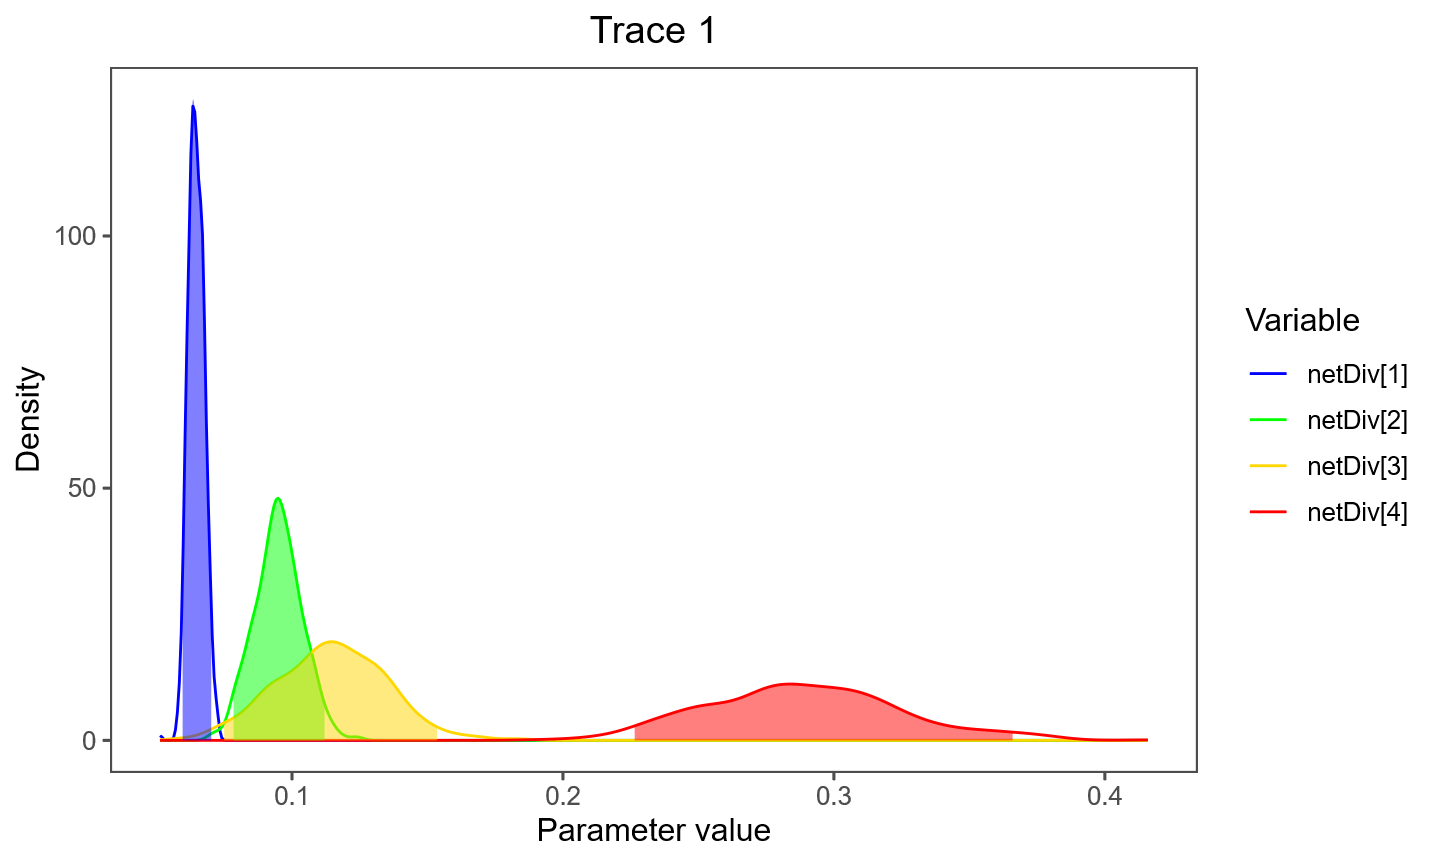 Trace 1
100
50
0
Density
0.1
0.2
0.3
0.4
Parameter value
Variable
netDiv[1]
netDiv[2]
netDiv[3]
netDiv[4]